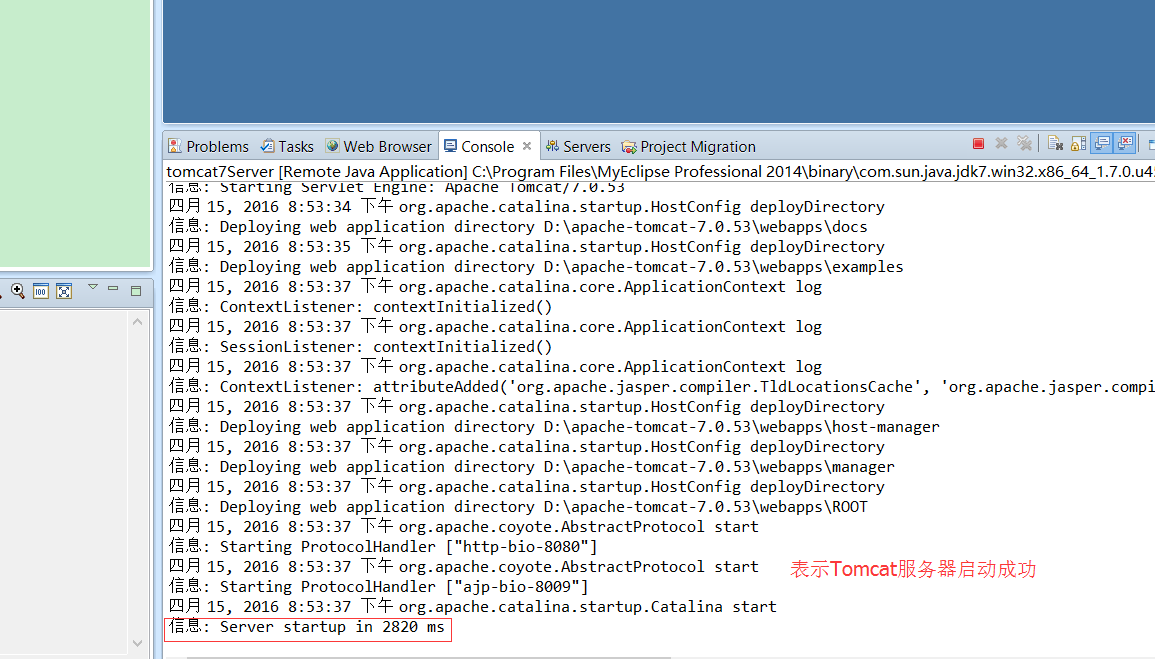 Problems Tasks Web Browser Console Servers Project Migration
tomcat7Server [Remote Java Application] C:\Program Files\MyEclipse Professional 2014\binary\com.sun.java.jdk7.win32.x86_64_1.7.0.u45
信息: Starting Servlet Engine: Apache Tomcat/7.0.53
四月 15, 2016 8:53:34 下午 org.apache.catalina.startup.HostConfig deployDirectory
信息: Deploying web application directory D:\apache-tomcat-7.0.53\webapps\docs
四月 15, 2016 8:53:35 下午 org.apache.catalina.startup.HostConfig deployDirectory
信息: Deploying web application directory D:\apache-tomcat-7.0.53\webapps\examples
四月 15, 2016 8:53:37 下午 org.apache.catalina.core.ApplicationContext log
信息: ContextListener: contextInitialized()
四月 15, 2016 8:53:37 下午 org.apache.catalina.core.ApplicationContext log
信息: SessionListener: contextInitialized()
四月 15, 2016 8:53:37 下午 org.apache.catalina.core.ApplicationContext log
信息: ContextListener: attributeAdded('org.apache.jasper.compiler.TldLocationsCache', 'org.apache.jasper.compi
四月 15, 2016 8:53:37 下午 org.apache.catalina.startup.HostConfig deployDirectory
信息: Deploying web application directory D:\apache-tomcat-7.0.53\webapps\host-manager
四月 15, 2016 8:53:37 下午 org.apache.catalina.startup.HostConfig deployDirectory
信息: Deploying web application directory D:\apache-tomcat-7.0.53\webapps\manager
四月 15, 2016 8:53:37 下午 org.apache.catalina.startup.HostConfig deployDirectory
信息: Deploying web application directory D:\apache-tomcat-7.0.53\webapps\ROOT
四月 15, 2016 8:53:37 下午 org.apache.coyote.AbstractProtocol start
信息: Starting ProtocolHandler ["http-bio-8080"]
四月 15, 2016 8:53:37 下午 org.apache.coyote.AbstractProtocol start
表示Tomcat服务器启动成功
信息: Starting ProtocolHandler ["ajp-bio-8009"]
四月 15, 2016 8:53:37 下午 org.apache.catalina.startup.Catalina start
信息: Server startup in 2820 ms